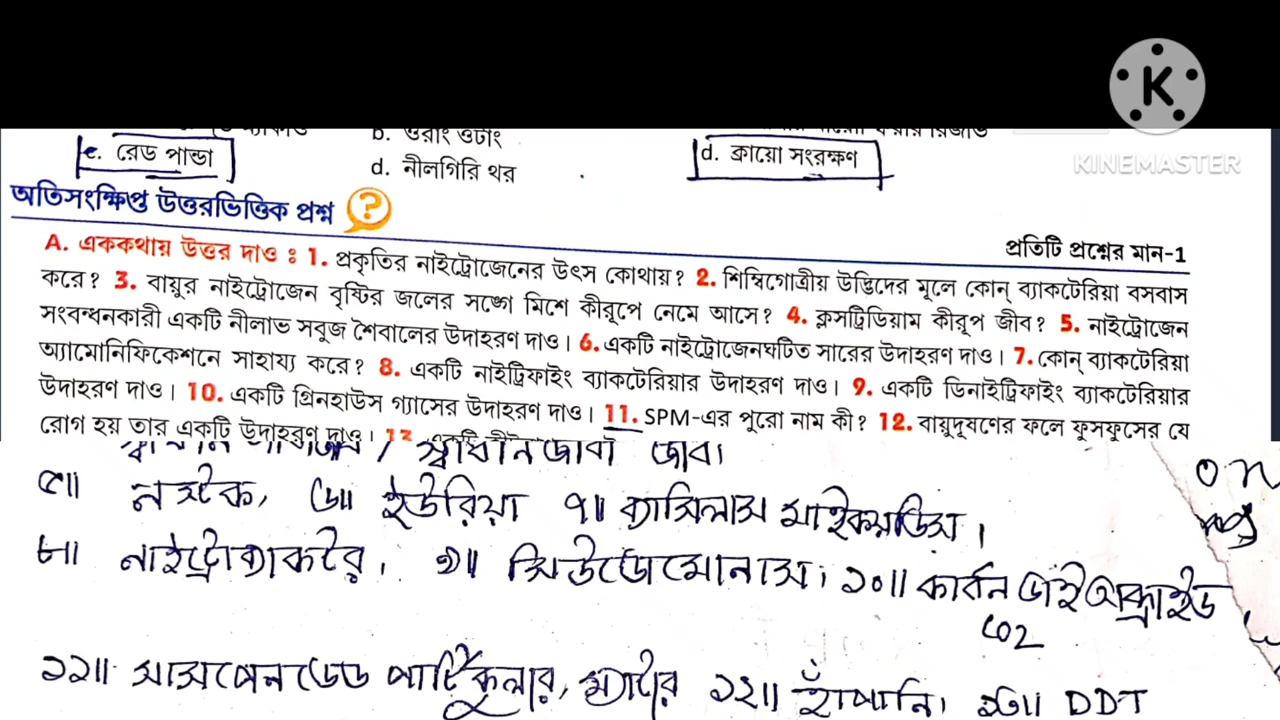 KINEMASTER
b. ওরাং ওটাং
c. রেড পান্ডা
d. নীলগিরি থর
d. ক্রায়ো সংরক্ষণ
অতিসংক্ষিপ্ত উত্তরভিত্তিক প্রশ্ন
প্রতিটি প্রশ্নের মান-1
A. এককথায় উত্তর দাও ঃ 1. প্রকৃতির নাইট্রোজেনের উৎস কোথায়? 2. শিম্বিগোত্রীয় উদ্ভিদের মূলে কোন্ ব্যাকটেরিয়া বসবাস
করে? 3. বায়ুর নাইট্রোজেন বৃষ্টির জলের সঙ্গে মিশে কীরূপে নেমে আসে? 4. ক্লসট্রিডিয়াম কীরূপ জীব? 5. নাইট্রোজেন
সংবন্ধনকারী একটি নীলাভ সবুজ শৈবালের উদাহরণ দাও। 6. একটি নাইট্রোজেনঘটিত সারের উদাহরণ দাও। 7. কোন্ ব্যাকটেরিয়া
অ্যামোনিফিকেশনে সাহায্য করে? 8. একটি নাইট্রিফাইং ব্যাকটেরিয়ার উদাহরণ দাও। 9. একটি ডিনাইট্রিফাইং ব্যাকটেরিয়ার
উদাহরণ দাও। 10. একটি গ্রিনহাউস গ্যাসের উদাহরণ দাও। 11. SPM-এর পুরো নাম কী? 12. বায়ুদূষণের ফলে ফুসফুসের যে
রোগ হয় তার একটি উদাহরণ দাও। 13. একটি
স্বাধীনজীবী জীব।
৫॥ নস্টক, ৬॥ ইউরিয়া ৭॥ ব্যাসিলাস মাইকয়ডিস।
৮॥ নাইট্রোব্যাকটর, ৯॥ সিউডোমোনাস। ১০॥ কার্বন ডাই অক্সাইড
CO2
১১॥ সাসপেনডেড পার্টিকুলার, ম্যাটার ১২॥ হাঁপানি। ১৩॥ DDT